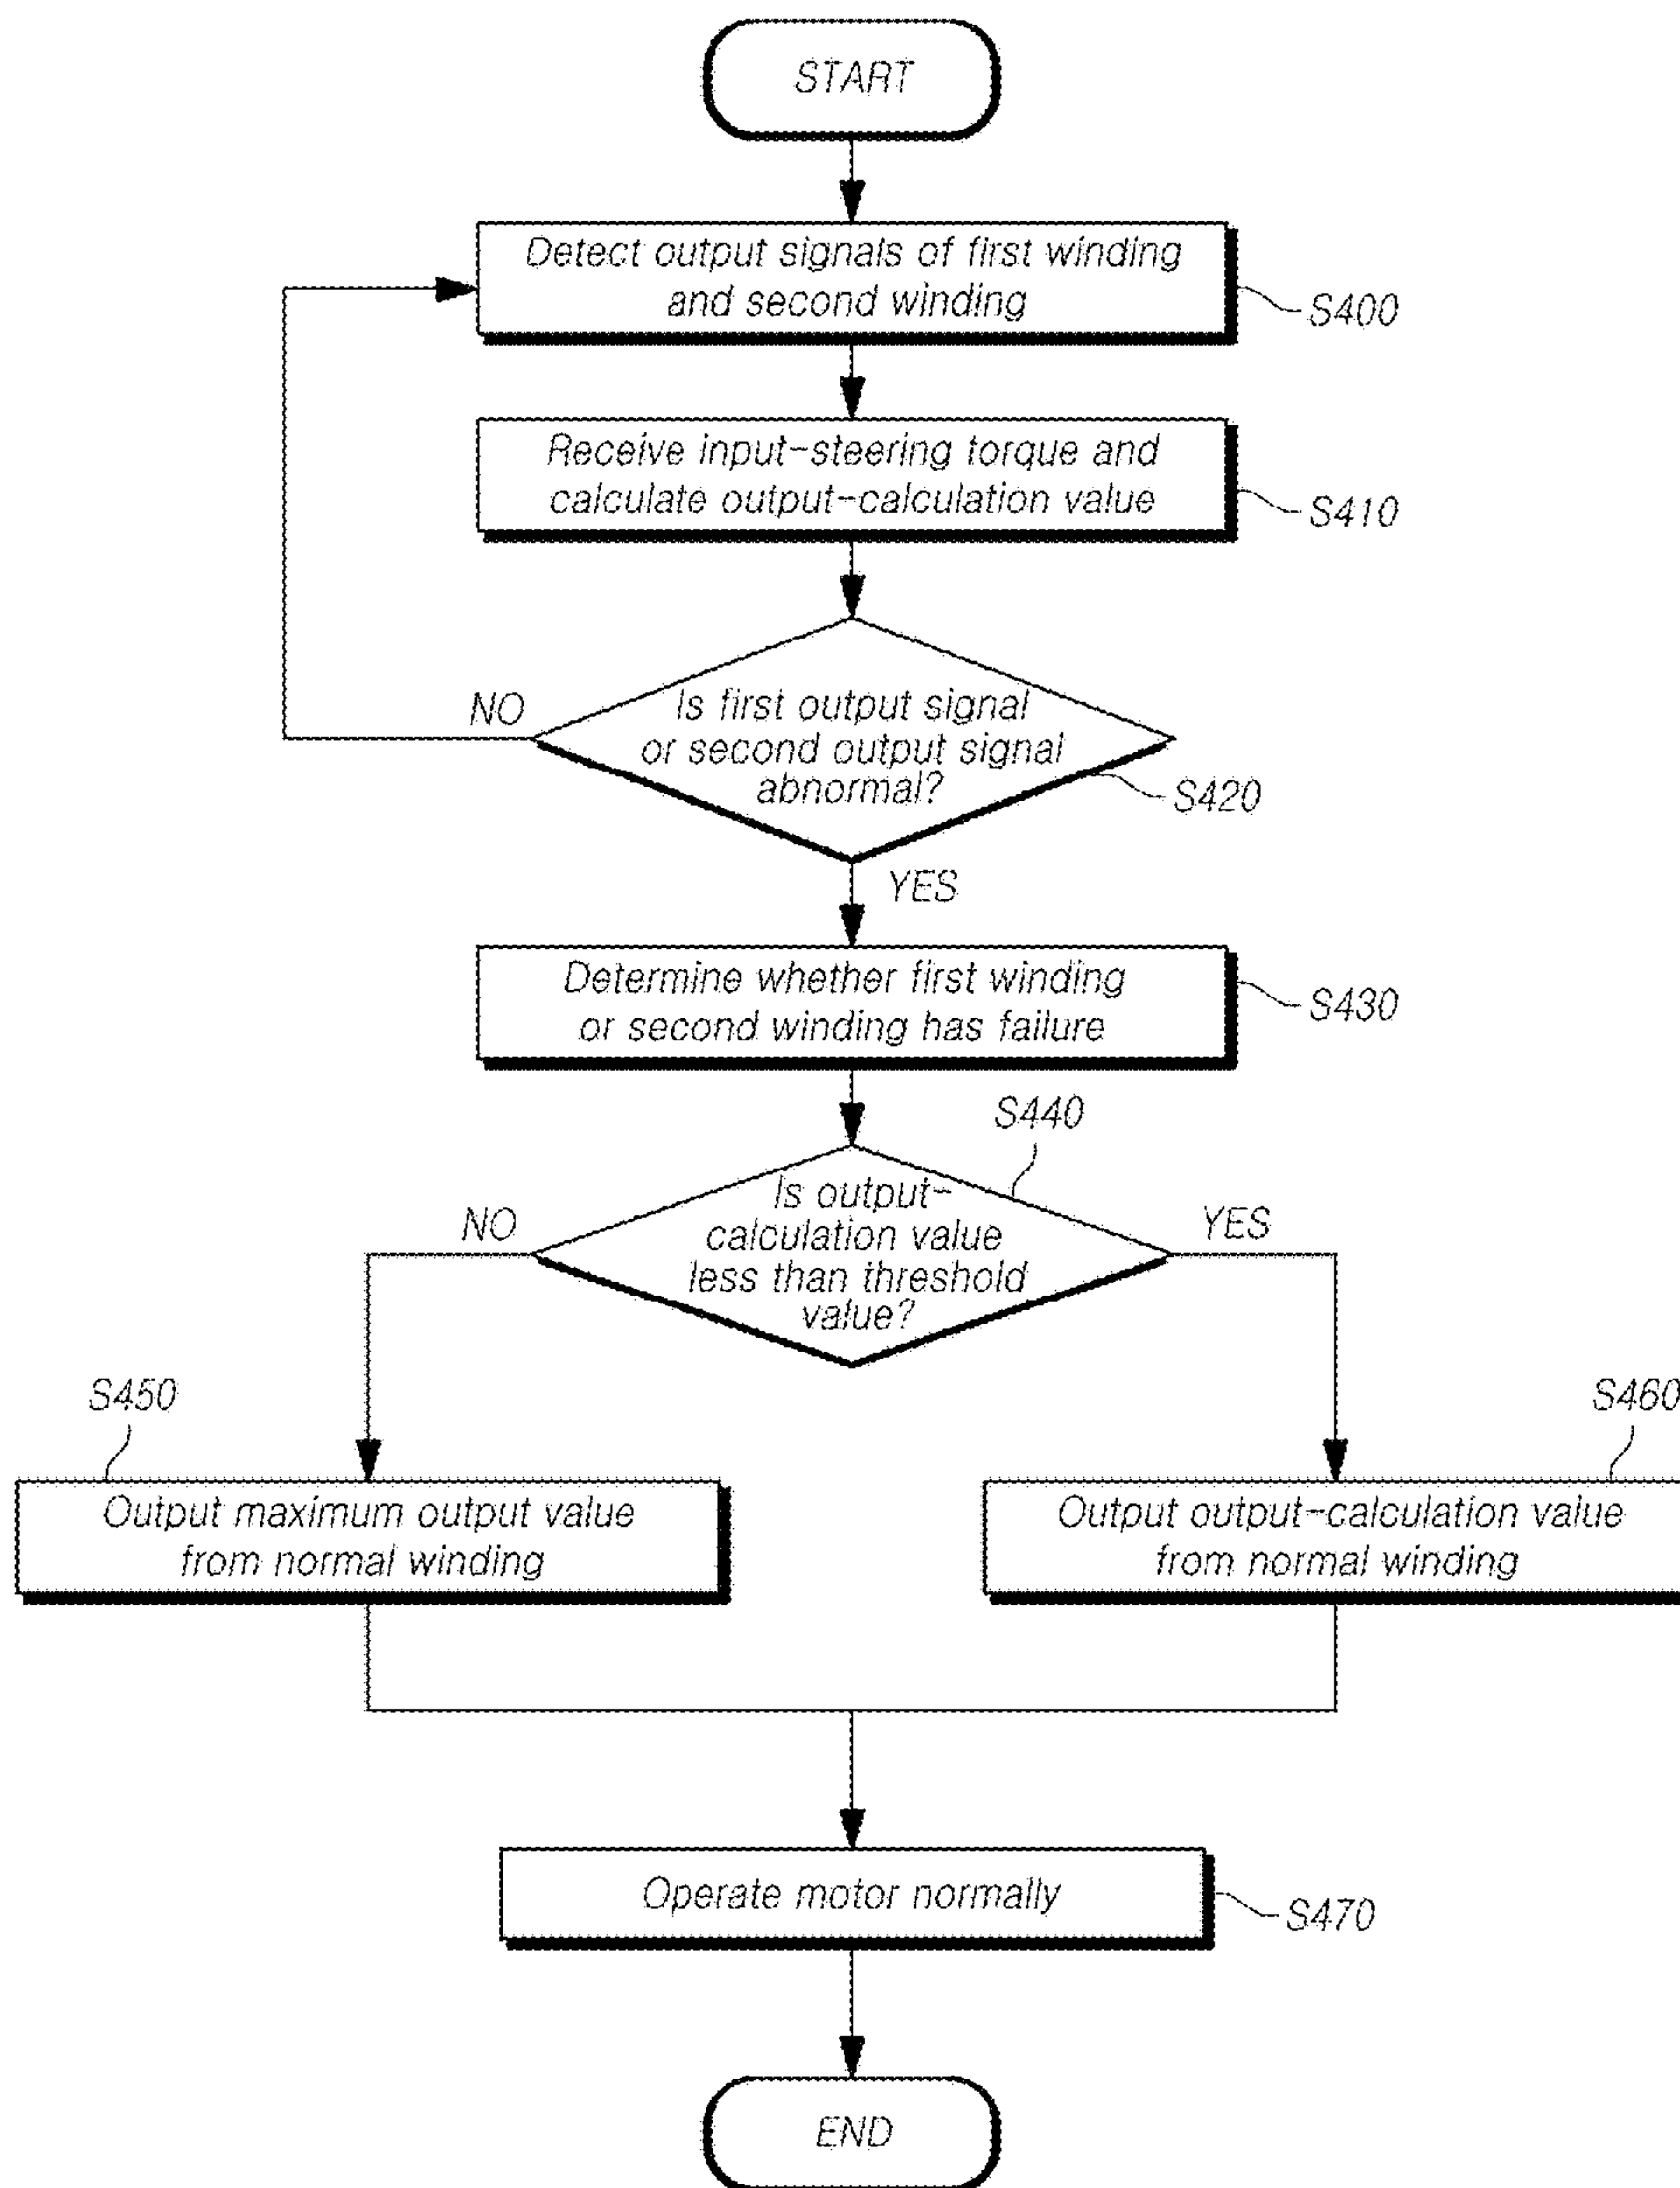 START
Detect output signals of first winding
and second winding
S400
Receive input-steering torque and
calculate output-calculation value
S410
NO
Is first output signal
or second output signal
abnormal?
S420
YES
Determine whether first winding
or second winding has failure
S430
S440
NO
Is output-
calculation value
less than threshold
value?
YES
S450
Output maximum output value
from normal winding
S460
Output output-calculation value
from normal winding
Operate motor normally
S470
END